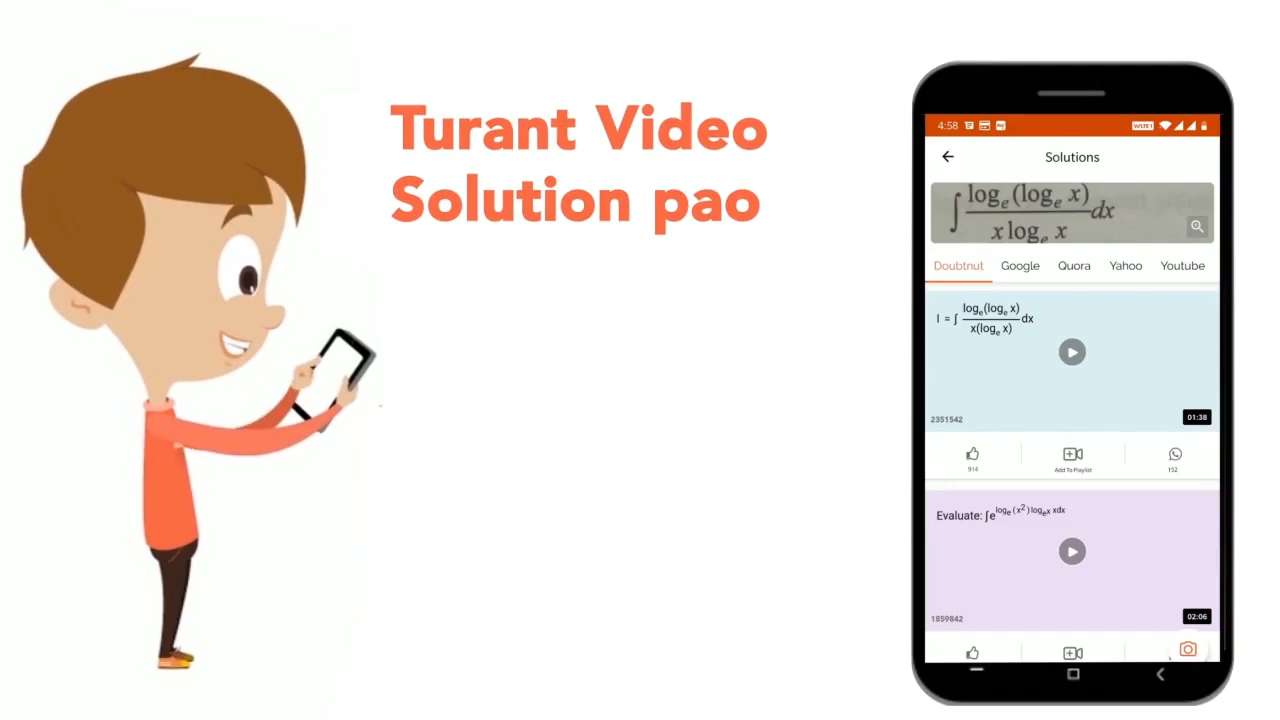 Turant Video
Solution pao
4:58
Solutions
∫ logₑ(logₑ x) / x logₑ x dx
Doubtnut Google Quora Yahoo Youtube
I = ∫ logₑ(logₑ x) / x(logₑ x) dx
2351542 01:38
914 Add To Playlist 152
Evaluate: ∫e^logₑ(x²)logₑx xdx
1859842 02:06